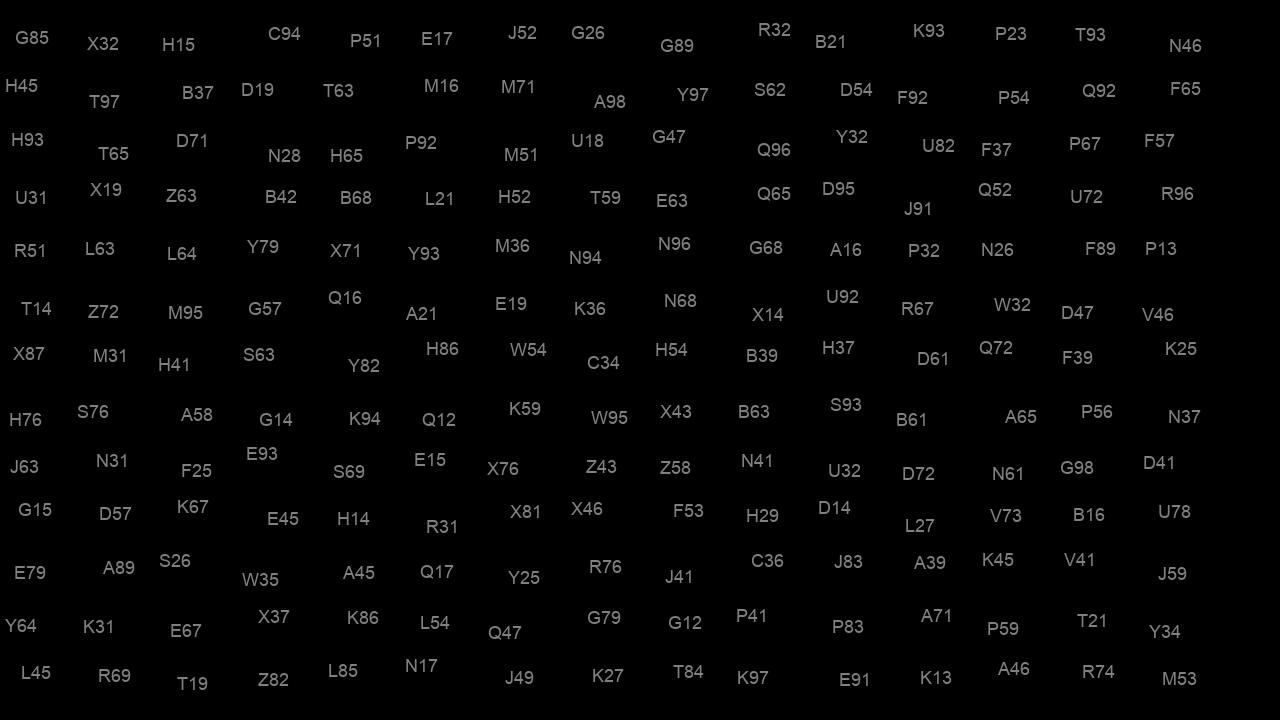 G85 X32 H15 C94 P51 E17 J52 G26 G89 R32 B21 K93 P23 T93 N46
H45 T97 B37 D19 T63 M16 M71 A98 Y97 S62 D54 F92 P54 Q92 F65
H93 T65 D71 N28 H65 P92 M51 U18 G47 Q96 Y32 U82 F37 P67 F57
U31 X19 Z63 B42 B68 L21 H52 T59 E63 Q65 D95 J91 Q52 U72 R96
R51 L63 L64 Y79 X71 Y93 M36 N94 N96 G68 A16 P32 N26 F89 P13
T14 Z72 M95 G57 Q16 A21 E19 K36 N68 X14 U92 R67 W32 D47 V46
X87 M31 H41 S63 Y82 H86 W54 C34 H54 B39 H37 D61 Q72 F39 K25
H76 S76 A58 G14 K94 Q12 K59 W95 X43 B63 S93 B61 A65 P56 N37
J63 N31 F25 E93 S69 E15 X76 Z43 Z58 N41 U32 D72 N61 G98 D41
G15 D57 K67 E45 H14 R31 X81 X46 F53 H29 D14 L27 V73 B16 U78
E79 A89 S26 W35 A45 Q17 Y25 R76 J41 C36 J83 A39 K45 V41 J59
Y64 K31 E67 X37 K86 L54 Q47 G79 G12 P41 P83 A71 P59 T21 Y34
L45 R69 T19 Z82 L85 N17 J49 K27 T84 K97 E91 K13 A46 R74 M53